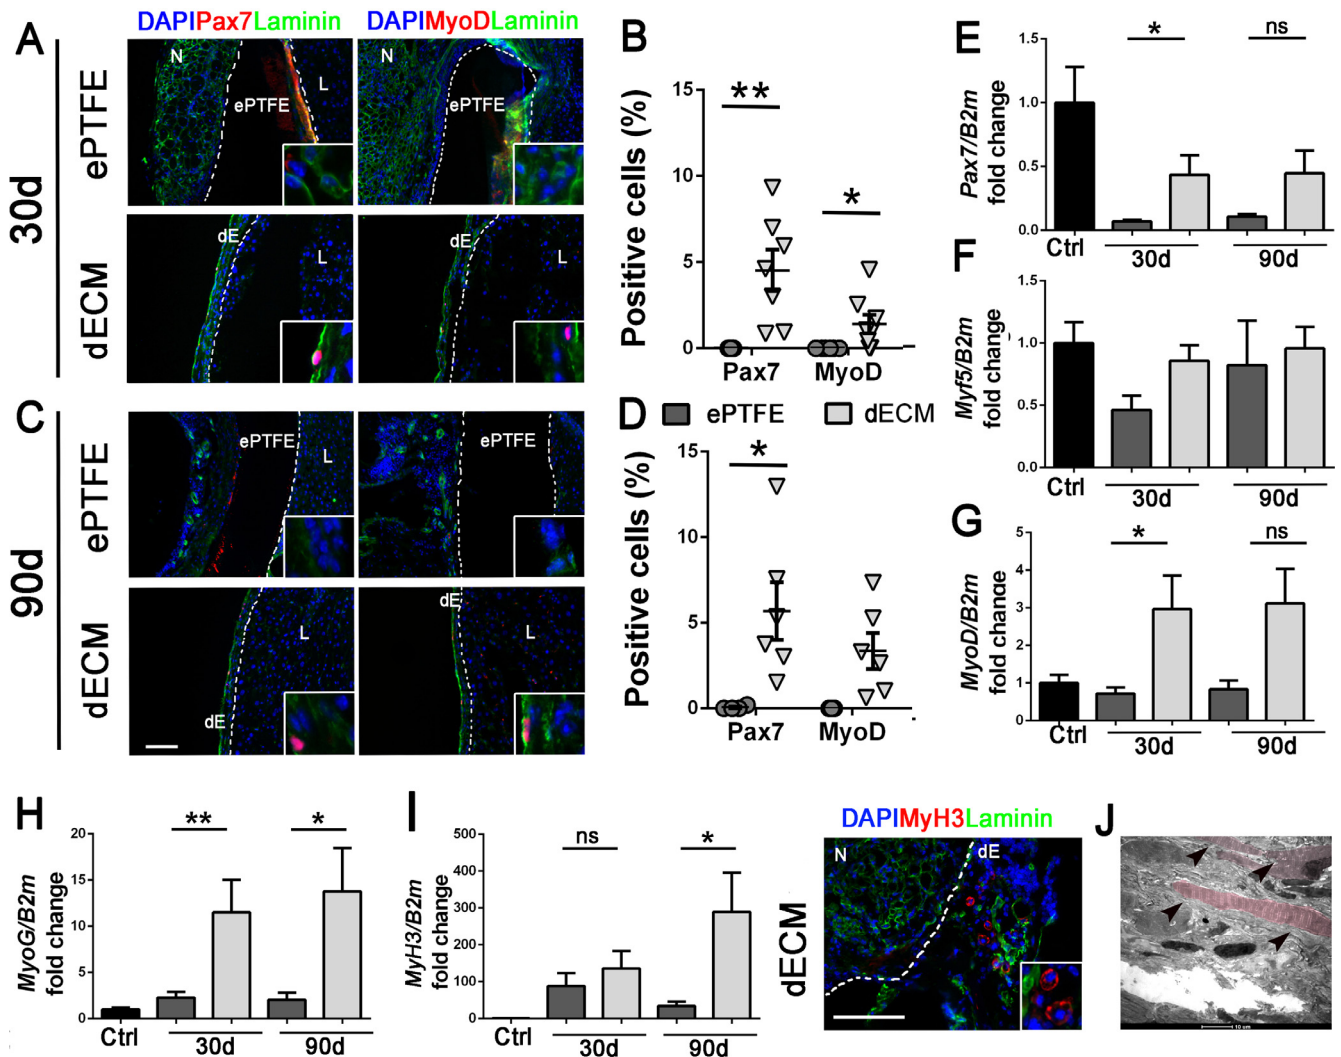 A
DAPIPax7Laminin
DAPIMyoDLaminin
30d
ePTFE
N
ePTFE
L
N
ePTFE
dECM
dE
L
dE
L
B
Positive cells (%)
15
10
5
0
**
*
Pax7
MyoD
ePTFE
dECM
C
90d
ePTFE
ePTFE
L
ePTFE
dECM
dE
L
dE
L
D
Positive cells (%)
15
10
5
0
*
Pax7
MyoD
E
Pax7/B2m
fold change
1.5
1.0
0.5
0.0
*
ns
Ctrl
30d
90d
F
Myf5/B2m
fold change
1.5
1.0
0.5
0.0
Ctrl
30d
90d
G
MyoD/B2m
fold change
5
4
3
2
1
0
*
ns
Ctrl
30d
90d
H
MyoG/B2m
fold change
20
15
10
5
0
**
*
Ctrl
30d
90d
I
MyH3/B2m
fold change
500
400
300
200
100
0
ns
*
Ctrl
30d
90d
DAPIMyH3Laminin
dECM
N
dE
J
10 um